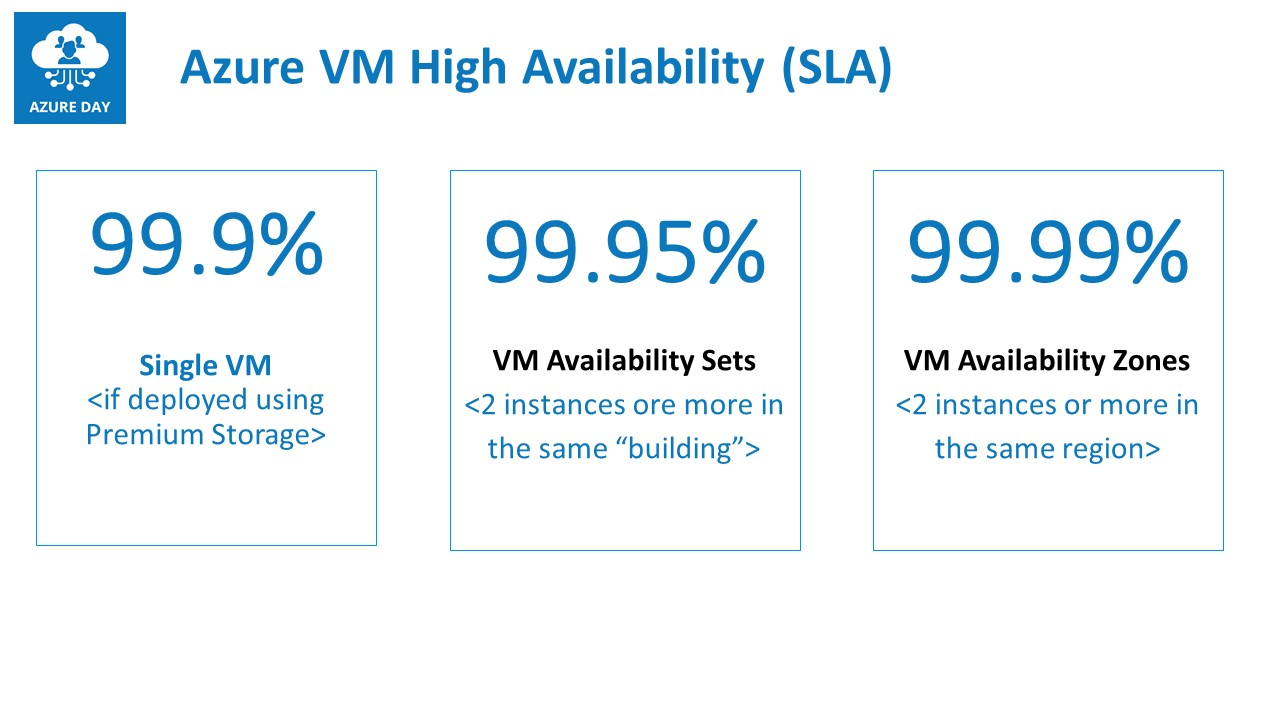 AZURE DAY
Azure VM High Availability (SLA)
99.9%
Single VM
<if deployed using
Premium Storage>
99.95%
VM Availability Sets
<2 instances ore more in
the same “building”>
99.99%
VM Availability Zones
<2 instances or more in
the same region>